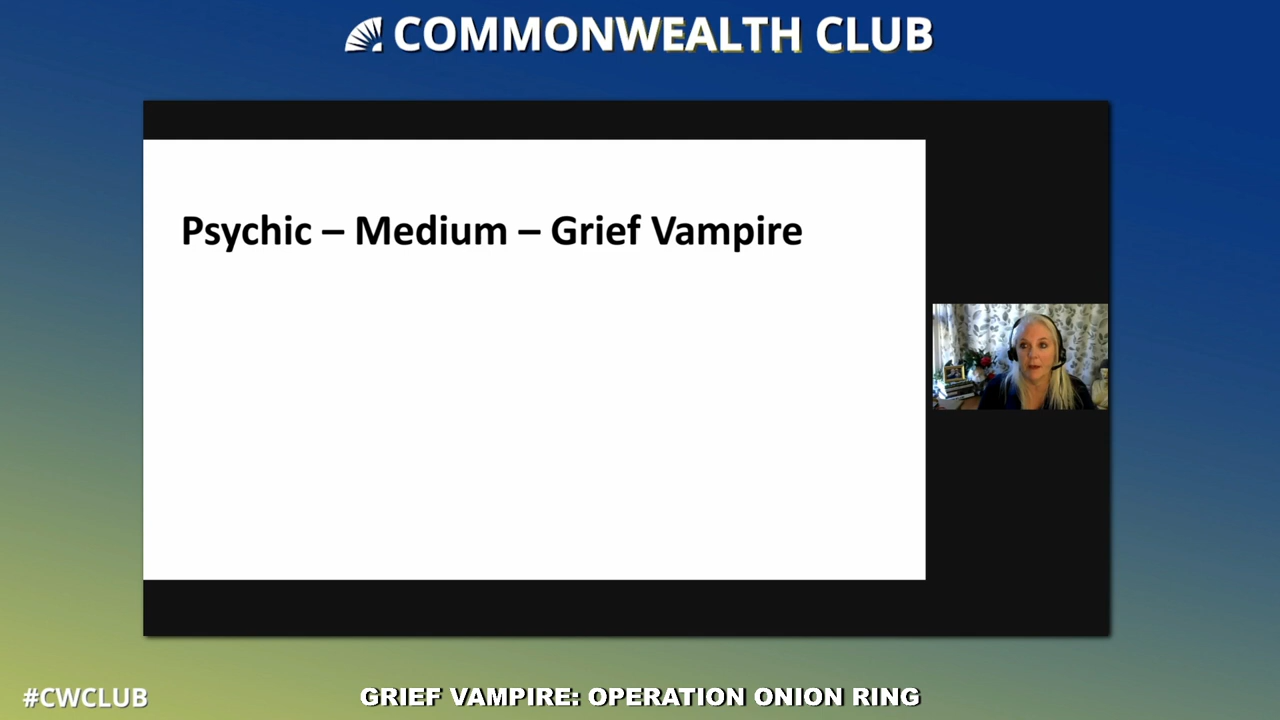 COMMONWEALTH CLUB
Psychic – Medium – Grief Vampire
#CWCLUB
GRIEF VAMPIRE: OPERATION ONION RING